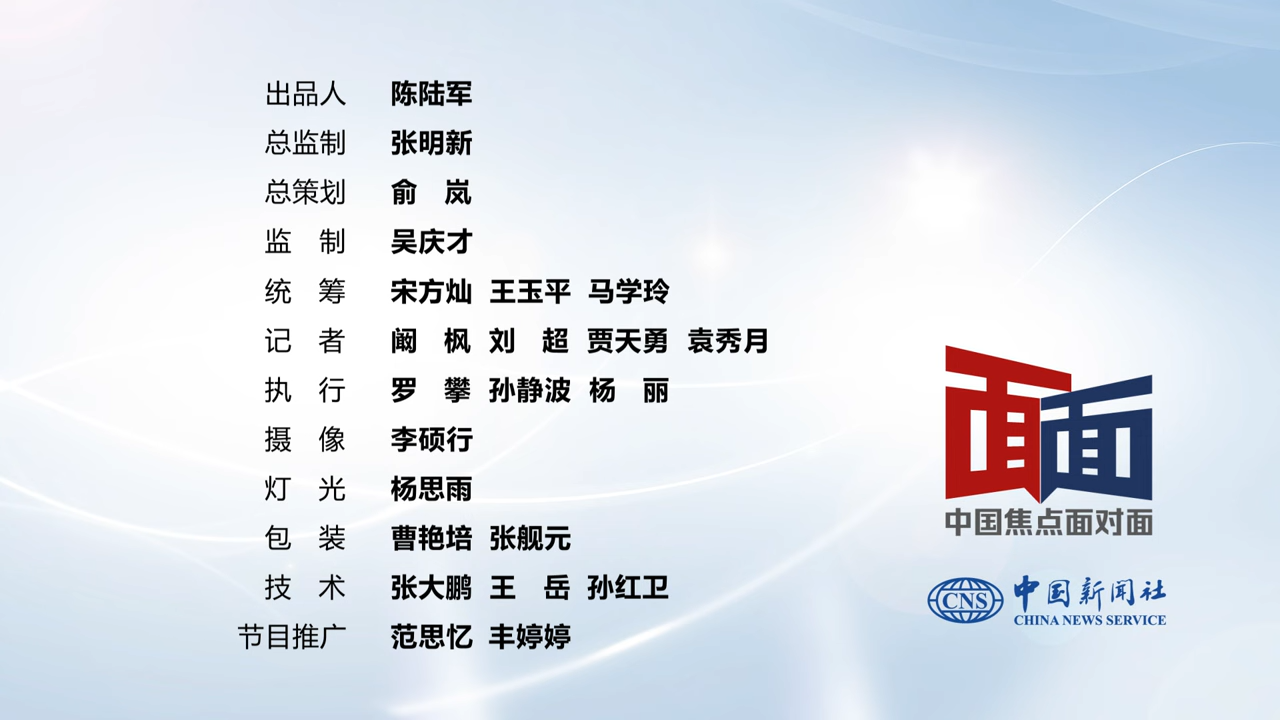 出品人 陈陆军
总监制 张明新
总策划 俞 岚
监 制 吴庆才
统 筹 宋方灿 王玉平 马学玲
记 者 阚 枫 刘 超 贾天勇 袁秀月
执 行 罗 攀 孙静波 杨 丽
摄 像 李硕行
灯 光 杨思雨
包 装 曹艳培 张舰元
技 术 张大鹏 王 岳 孙红卫
节目推广 范思忆 丰婷婷
面面
中国焦点面对面
CNS 中国新闻社
CHINA NEWS SERVICE